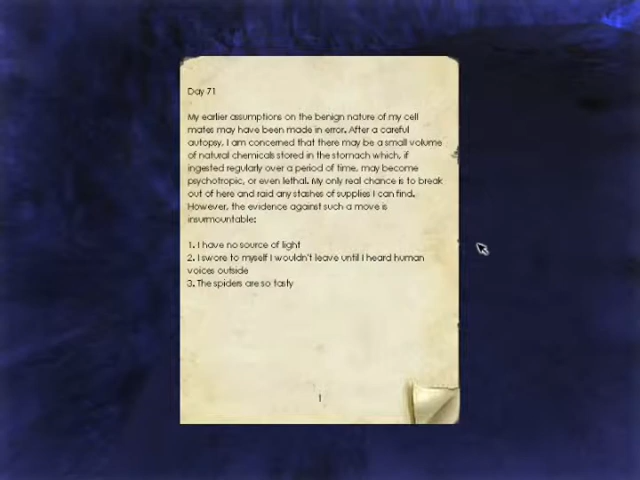 Day 71
My earlier assumptions on the benign nature of my cell
mates may have been made in error. After a careful
autopsy, I am concerned that there may be a small volume
of natural chemicals stored in the stomach which, if
ingested regularly over a period of time, may become
psychotropic, or even lethal. My only real chance is to break
out of here and raid any stashes of supplies I can find.
However, the evidence against such a move is
insurmountable:
1. I have no source of light
2. I swore to myself I wouldn't leave until I heard human
voices outside
3. The spiders are so tasty
1